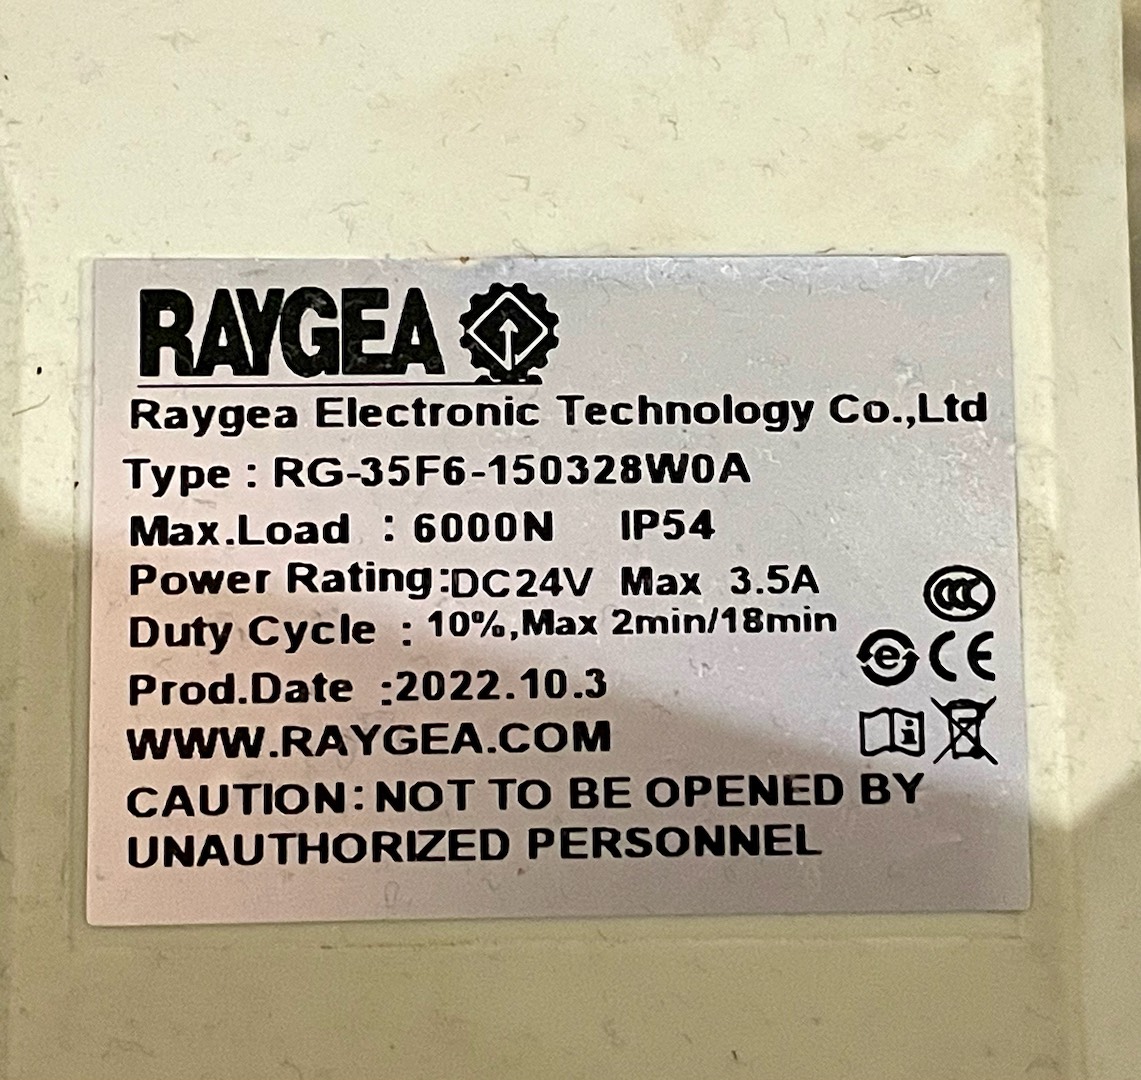 RAYGEA
Raygea Electronic Technology Co.,Ltd
Type : RG-35F6-150328W0A
Max.Load : 6000N IP54
Power Rating:DC24V Max 3.5A
Duty Cycle : 10%,Max 2min/18min
Prod.Date :2022.10.3
WWW.RAYGEA.COM
CAUTION:NOT TO BE OPENED BY
UNAUTHORIZED PERSONNEL
CCC
e CE
i